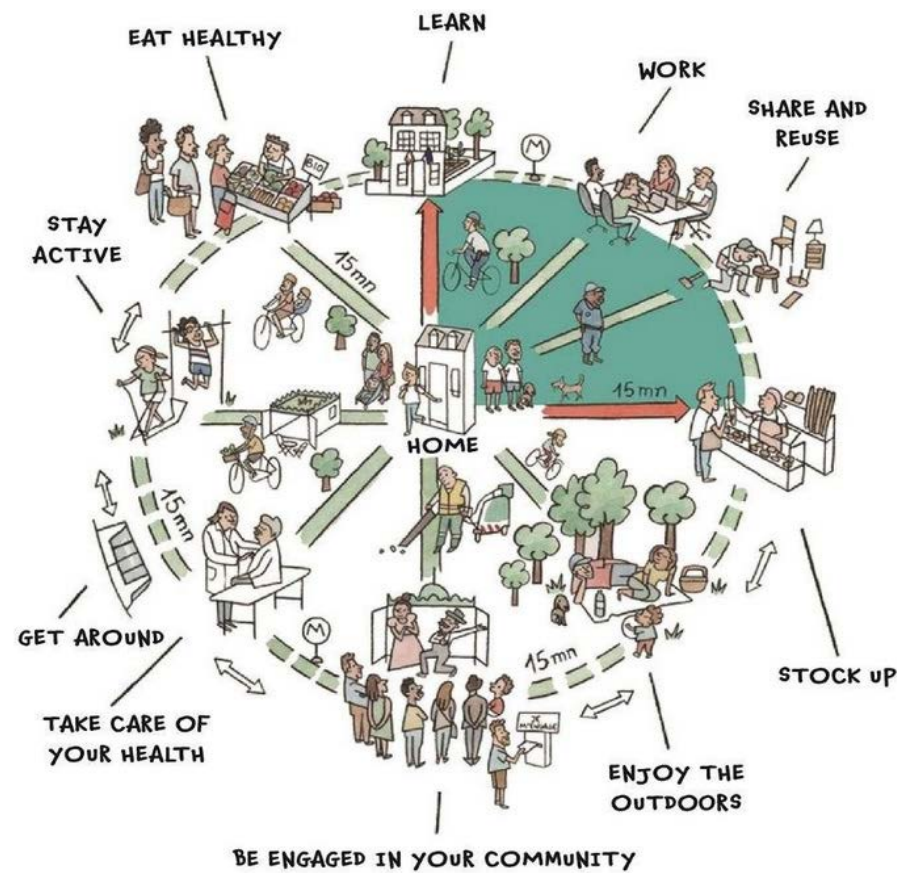 LEARN
EAT HEALTHY
WORK
SHARE AND
REUSE
M
BIO
STAY
ACTIVE
15mn
15mn
HOME
15mn
GET AROUND
M
15mn
STOCK UP
TAKE CARE OF
YOUR HEALTH
ENJOY THE
OUTDOORS
BE ENGAGED IN YOUR COMMUNITY